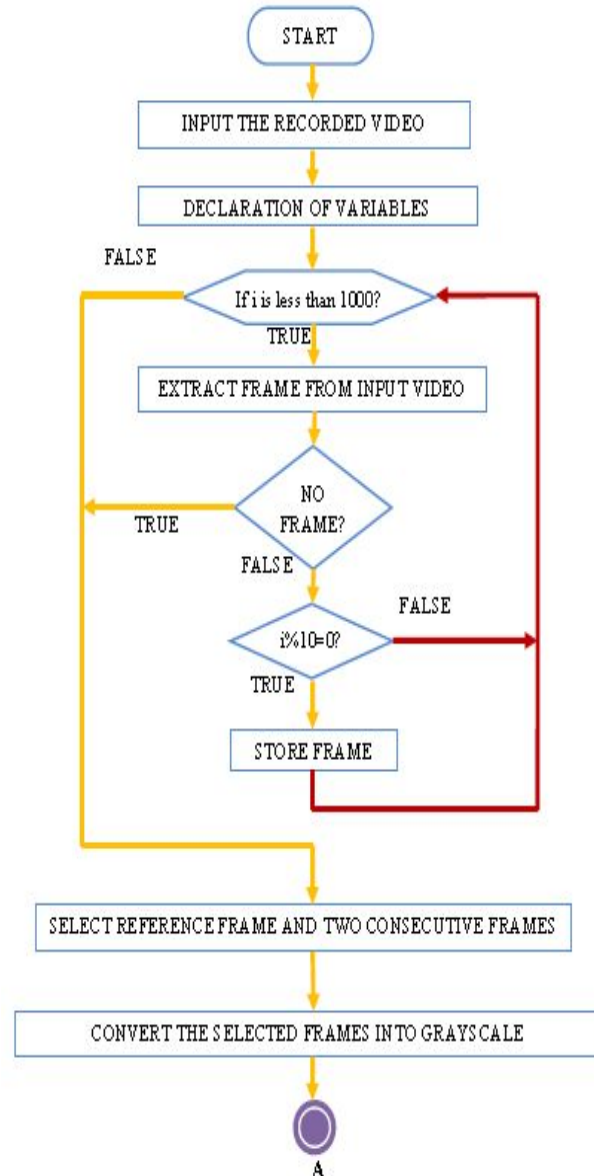 START
INPUT THE RECORDED VIDEO
DECLARATION OF VARIABLES
FALSE
If i is less than 1000?
TRUE
EXTRACT FRAME FROM INPUT VIDEO
NO
FRAME?
TRUE
FALSE
FALSE
i%10=0?
TRUE
STORE FRAME
SELECT REFERENCE FRAME AND TWO CONSECUTIVE FRAMES
CONVERT THE SELECTED FRAMES INTO GRAYSCALE
A